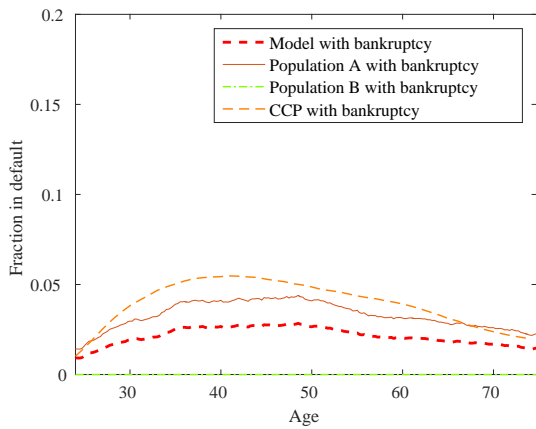 0.2
Model with bankruptcy
Population A with bankruptcy
Population B with bankruptcy
CCP with bankruptcy
0.15
0.1
0.05
0
Fraction in default
30 40 50 60 70
Age